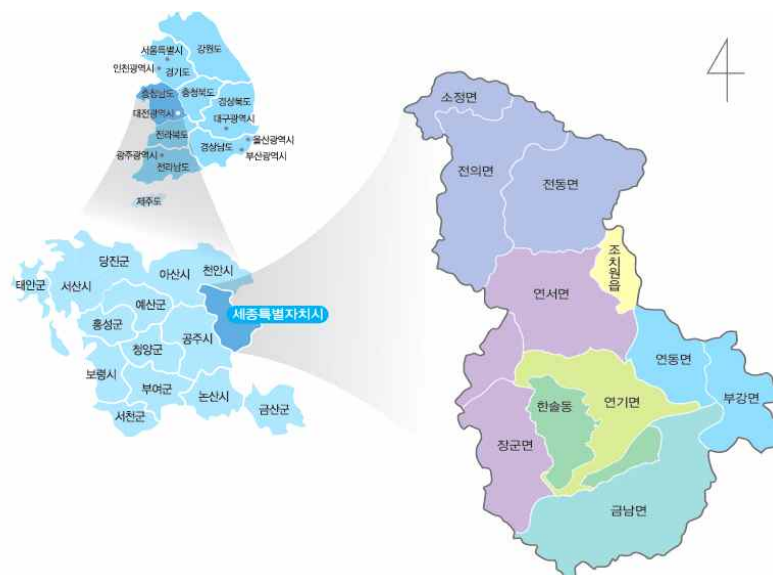 서울특별시
강원도
인천광역시
경기도
충청남도
충청북도
경상북도
대전광역시
대구광역시
전라북도
울산광역시
광주광역시
경상남도
부산광역시
전라남도
제주도
당진군
아산시
천안시
태안군
서산시
예산군
세종특별자치시
홍성군
공주시
청양군
보령시
부여군
논산시
금산군
서천군
4
소정면
전의면
전동면
조치원읍
연서면
연동면
부강면
한솔동
연기면
장군면
금남면